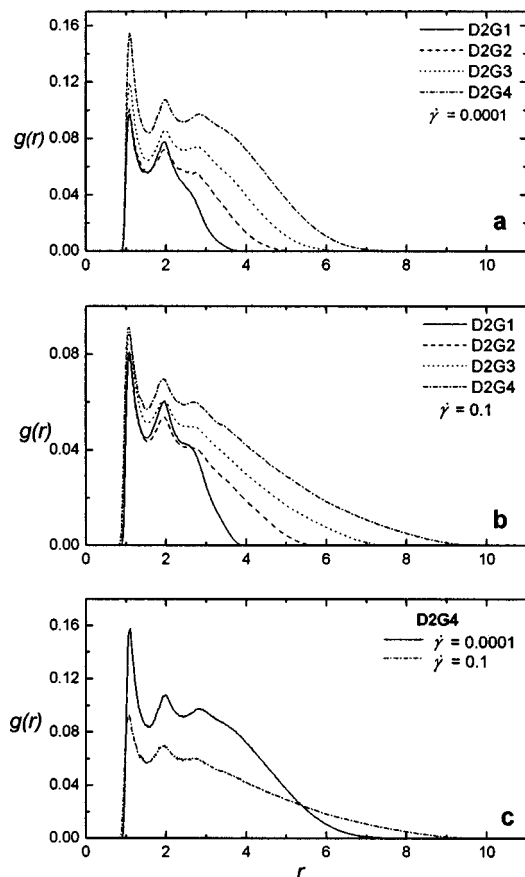 0.16
0.12
0.08
0.04
0.00
g(r)
D2G1
D2G2
D2G3
D2G4
γ̇ = 0.0001
a
0 2 4 6 8 10
0.08
0.04
0.00
g(r)
D2G1
D2G2
D2G3
D2G4
γ̇ = 0.1
b
0 2 4 6 8 10
0.16
0.12
0.08
0.04
0.00
g(r)
D2G4
γ̇ = 0.0001
γ̇ = 0.1
c
0 2 4 6 8 10
r